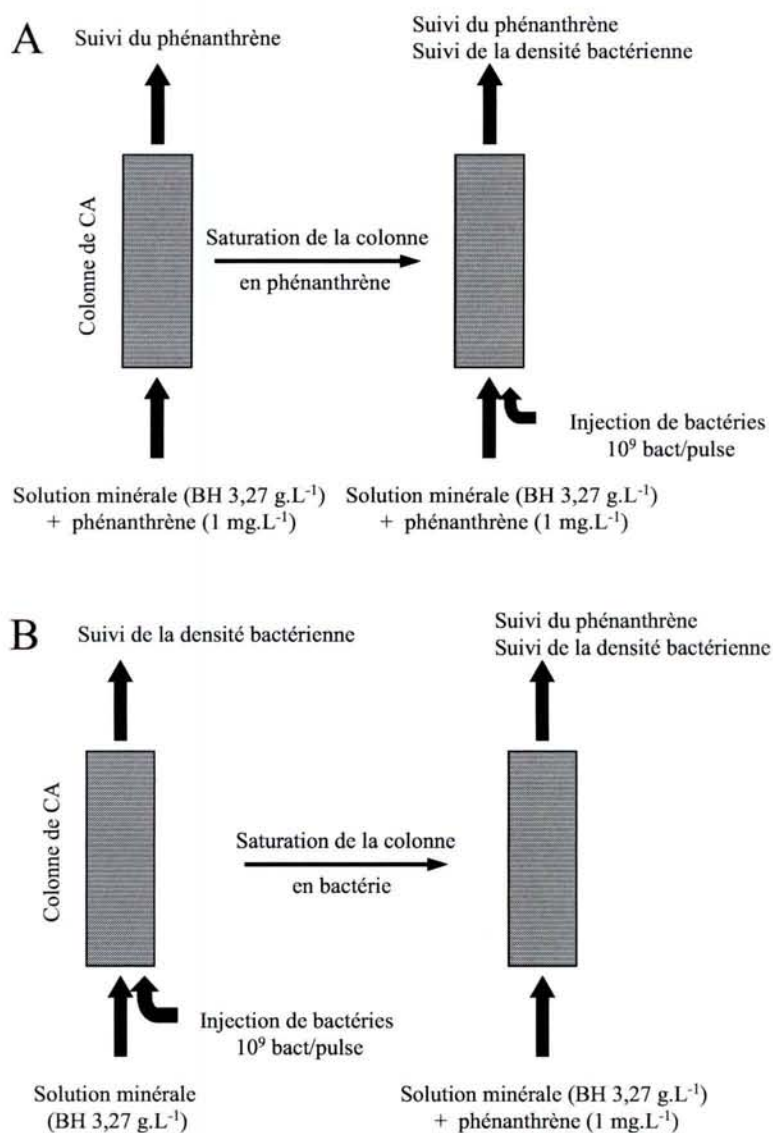 A
Suivi du phénanthrène
Suivi du phénanthrène
Suivi de la densité bactérienne
Colonne de CA
Saturation de la colonne
en phénanthrène
Injection de bactéries
10⁹ bact/pulse
Solution minérale (BH 3,27 g.L⁻¹)
+ phénanthrène (1 mg.L⁻¹)
Solution minérale (BH 3,27 g.L⁻¹)
+ phénanthrène (1 mg.L⁻¹)
B
Suivi de la densité bactérienne
Suivi du phénanthrène
Suivi de la densité bactérienne
Colonne de CA
Saturation de la colonne
en bactérie
Injection de bactéries
10⁹ bact/pulse
Solution minérale
(BH 3,27 g.L⁻¹)
Solution minérale (BH 3,27 g.L⁻¹)
+ phénanthrène (1 mg.L⁻¹)